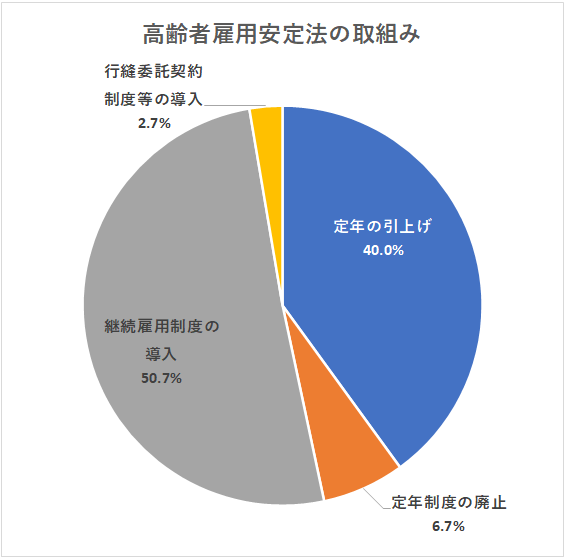 高齢者雇用安定法の取組み
行縫委託契約
制度等の導入
2.7%
定年の引上げ
40.0%
継続雇用制度の
導入
50.7%
定年制度の廃止
6.7%